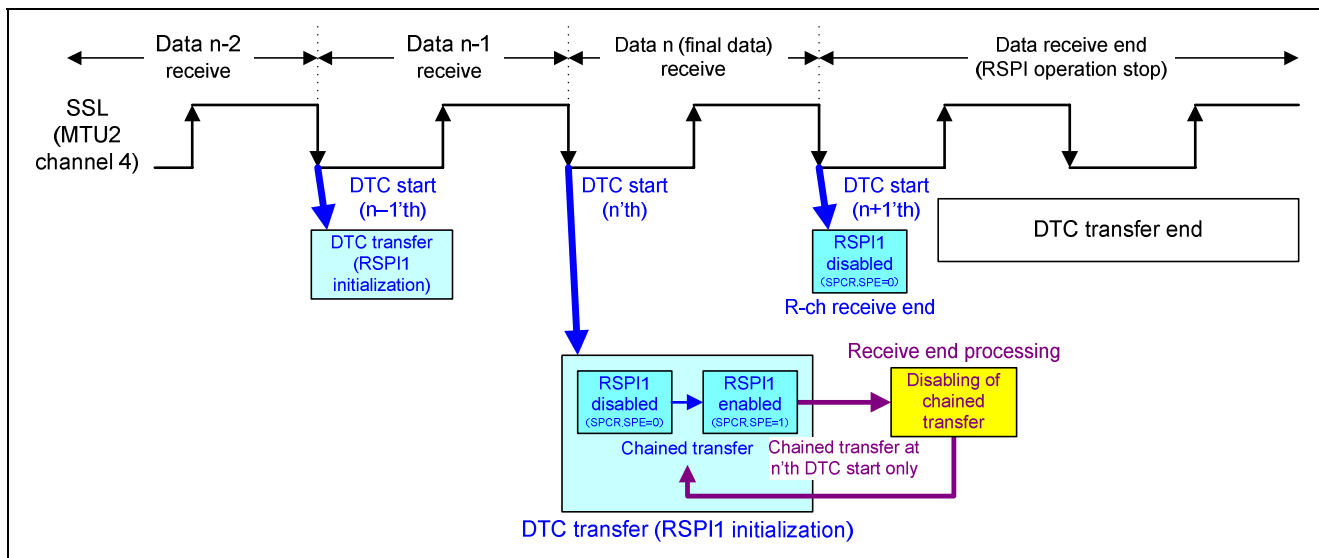 Data n-2
receive
Data n-1
receive
Data n (final data)
receive
Data receive end
(RSPI operation stop)
SSL
(MTU2
channel 4)
DTC start
(n–1'th)
DTC start
(n'th)
DTC start
(n+1'th)
DTC transfer
(RSPI1
initialization)
RSPI1
disabled
(SPCR.SPE=0)
R-ch receive end
DTC transfer end
RSPI1
disabled
(SPCR.SPE=0)
RSPI1
enabled
(SPCR.SPE=1)
Chained transfer
Receive end processing
Disabling of
chained
transfer
Chained transfer at
n'th DTC start only
DTC transfer (RSPI1 initialization)